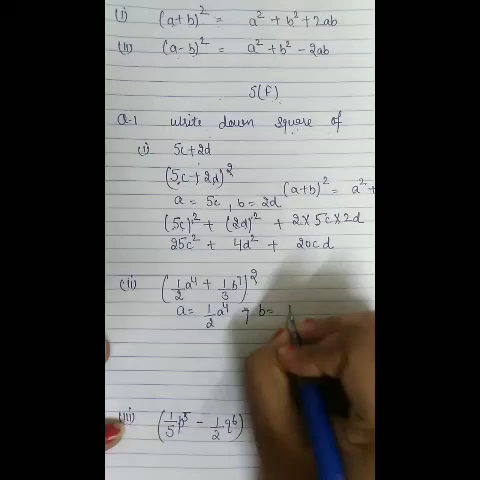 (i) (a+b)² = a² + b² + 2ab
(ii) (a-b)² = a² + b² - 2ab
5(F)
Q.1 Write down square of
(i) 5c+2d
(5c+2d)²
(a+b)² = a² +
a = 5c, b = 2d
(5c)² + (2d)² + 2×5c×2d
25c² + 4d² + 20cd
(ii) (1/2 a⁴ + 1/3 b⁷)²
a = 1/2 a⁴, b =
(iii) (1/5 p⁵ - 1/2 q⁶)